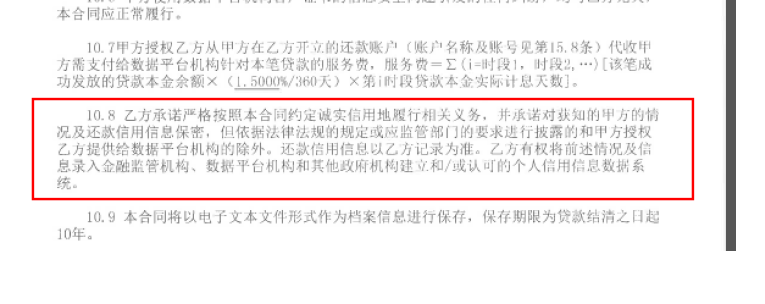 本合同应正常履行。
10.7甲方授权乙方从甲方在乙方开立的还款账户（账户名称及账号见第15.8条）代收甲
方需支付给数据平台机构针对本笔贷款的服务费，服务费＝Σ(i=时段1，时段2,…)[该笔成
功发放的贷款本金余额×（1.5000%/360天）×第i时段贷款本金实际计息天数]。
10.8 乙方承诺严格按照本合同约定诚实信用地履行相关义务，并承诺对获知的甲方的情
况及还款信用信息保密，但依据法律法规的规定或应监管部门的要求进行披露的和甲方授权
乙方提供给数据平台机构的除外。还款信用信息以乙方记录为准。乙方有权将前述情况及信
息录入金融监管机构、数据平台机构和其他政府机构建立和/或认可的个人信用信息数据系
统。
10.9 本合同将以电子文本文件形式作为档案信息进行保存，保存期限为贷款结清之日起
10年。